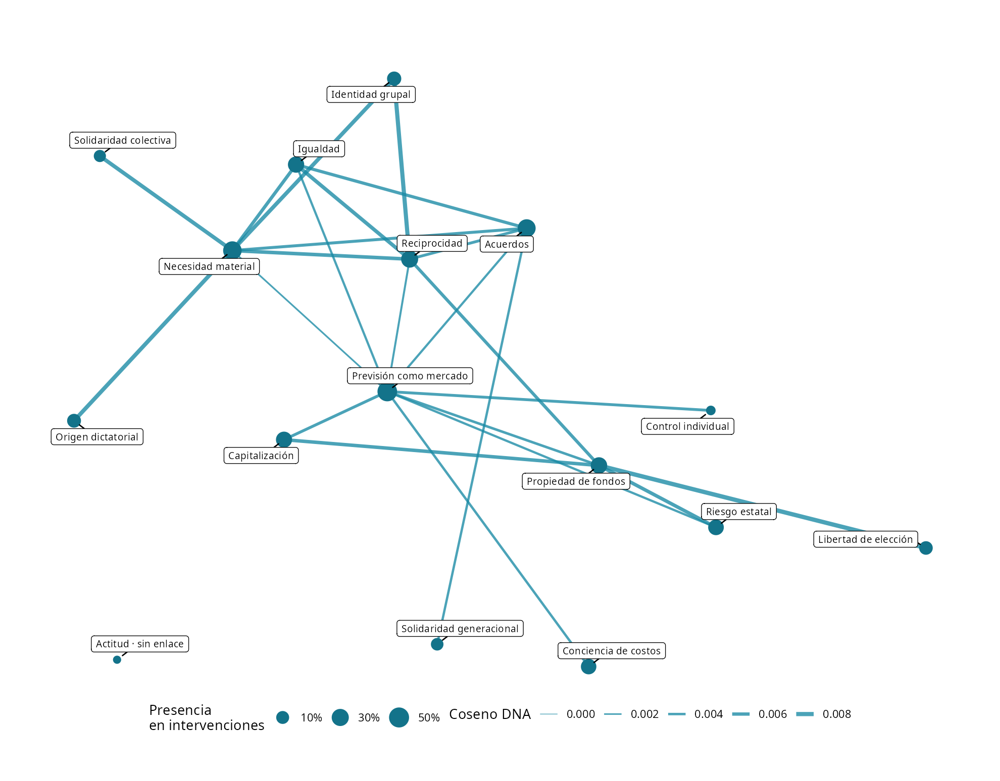 Identidad grupal
Solidaridad colectiva
Igualdad
Reciprocidad
Acuerdos
Necesidad material
Previsión como mercado
Control individual
Origen dictatorial
Capitalización
Propiedad de fondos
Riesgo estatal
Libertad de elección
Solidaridad generacional
Actitud · sin enlace
Conciencia de costos
Presencia
en intervenciones
10%
30%
50%
Coseno DNA
0.000
0.002
0.004
0.006
0.008